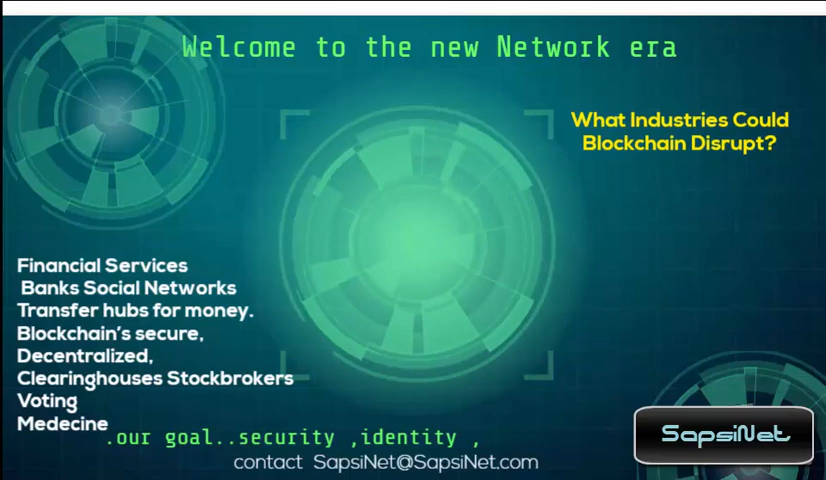 Welcome to the new Network era
What Industries Could
Blockchain Disrupt?
Financial Services
Banks Social Networks
Transfer hubs for money.
Blockchain's secure,
Decentralized,
Clearinghouses Stockbrokers
Voting
Medecine
.our goal..security ,identity ,
contact SapsiNet@SapsiNet.com
SapsiNet